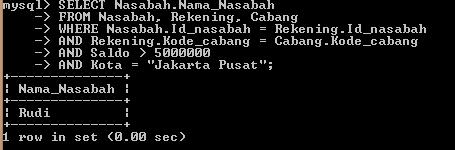 mysql> SELECT Nasabah.Nama_Nasabah
    -> FROM Nasabah, Rekening, Cabang
    -> WHERE Nasabah.Id_nasabah = Rekening.Id_nasabah
    -> AND Rekening.Kode_cabang = Cabang.Kode_cabang
    -> AND Saldo > 5000000
    -> AND Kota = "Jakarta Pusat";
+--------------+
¦ Nama_Nasabah ¦
+--------------+
¦ Rudi         ¦
+--------------+
1 row in set (0.00 sec)